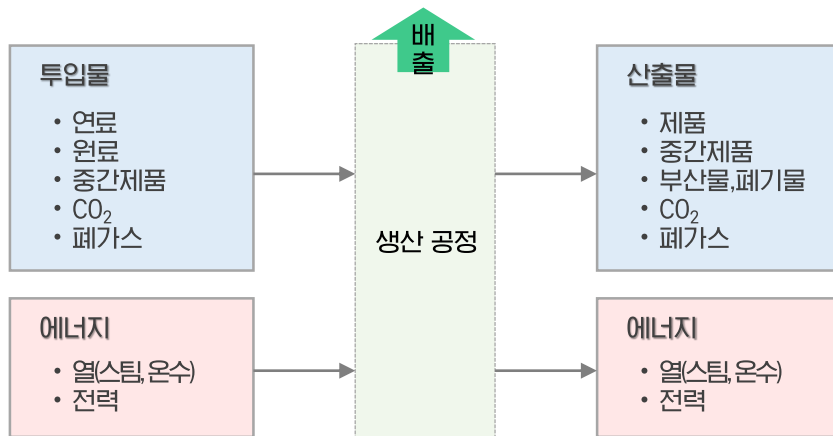 배
출
투입물
• 연료
• 원료
• 중간제품
• CO₂
• 폐가스
생산 공정
산출물
• 제품
• 중간제품
• 부산물,폐기물
• CO₂
• 폐가스
에너지
• 열(스팀, 온수)
• 전력
에너지
• 열(스팀, 온수)
• 전력